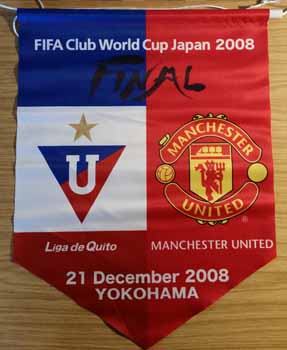 FIFA Club World Cup Japan 2008
FINAL
U
MANCHESTER
UNITED
®
Liga de Quito
MANCHESTER UNITED
21 December 2008
YOKOHAMA